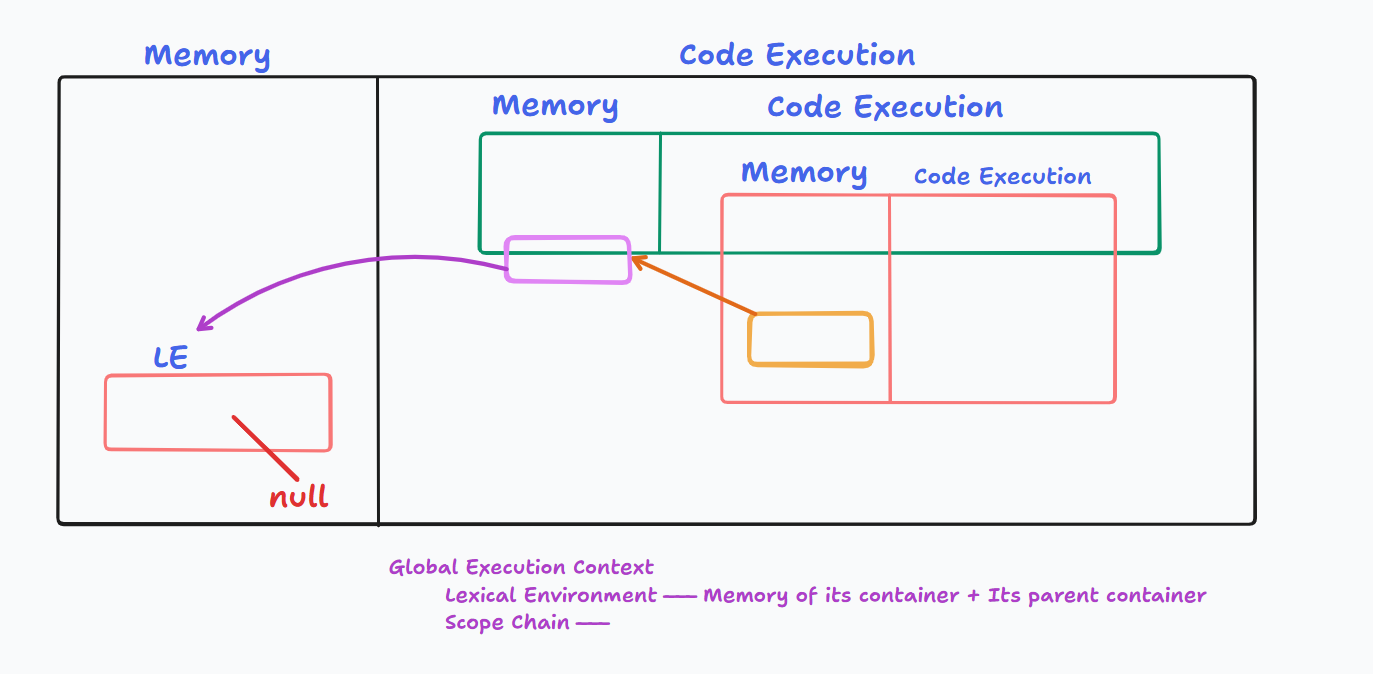 Memory
Code Execution
Memory
Code Execution
Memory
Code Execution
LE
null
Global Execution Context
Lexical Environment —— Memory of its container + Its parent container
Scope Chain ——